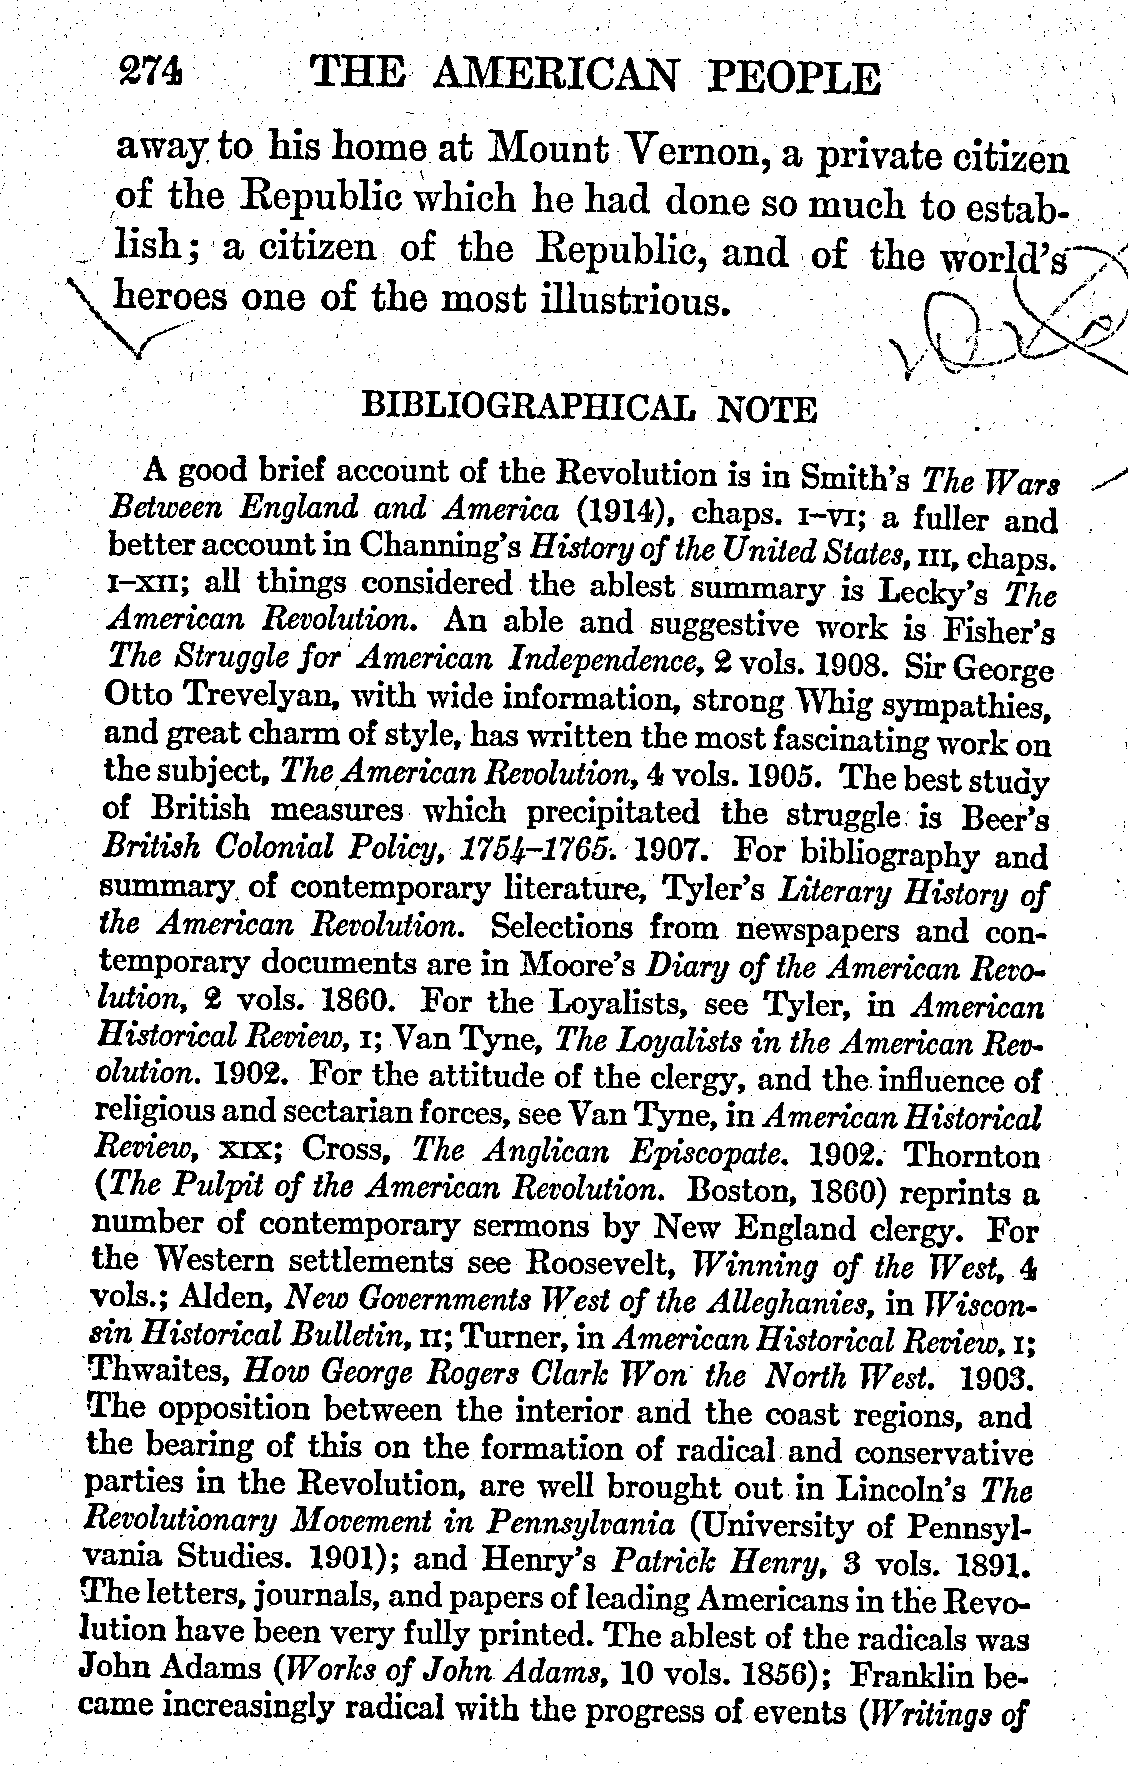 274 THE AMERICAN PEOPLE
away to his home at Mount Vernon, a private citizen
of the Republic which he had done so much to estab-
lish; a citizen of the Republic, and of the world's
heroes one of the most illustrious.
BIBLIOGRAPHICAL NOTE
A good brief account of the Revolution is in Smith's The Wars
Between England and America (1914), chaps. I–VI; a fuller and
better account in Channing's History of the United States, III, chaps.
I–XII; all things considered the ablest summary is Lecky's The
American Revolution. An able and suggestive work is Fisher's
The Struggle for American Independence, 2 vols. 1908. Sir George
Otto Trevelyan, with wide information, strong Whig sympathies,
and great charm of style, has written the most fascinating work on
the subject, The American Revolution, 4 vols. 1905. The best study
of British measures which precipitated the struggle is Beer's
British Colonial Policy, 1754–1765. 1907. For bibliography and
summary of contemporary literature, Tyler's Literary History of
the American Revolution. Selections from newspapers and con-
temporary documents are in Moore's Diary of the American Revo-
lution, 2 vols. 1860. For the Loyalists, see Tyler, in American
Historical Review, I; Van Tyne, The Loyalists in the American Rev-
olution. 1902. For the attitude of the clergy, and the influence of
religious and sectarian forces, see Van Tyne, in American Historical
Review, XIX; Cross, The Anglican Episcopate. 1902. Thornton
(The Pulpit of the American Revolution. Boston, 1860) reprints a
number of contemporary sermons by New England clergy. For
the Western settlements see Roosevelt, Winning of the West, 4
vols.; Alden, New Governments West of the Alleghanies, in Wiscon-
sin Historical Bulletin, II; Turner, in American Historical Review, I;
Thwaites, How George Rogers Clark Won the North West. 1903.
The opposition between the interior and the coast regions, and
the bearing of this on the formation of radical and conservative
parties in the Revolution, are well brought out in Lincoln's The
Revolutionary Movement in Pennsylvania (University of Pennsyl-
vania Studies. 1901); and Henry's Patrick Henry, 3 vols. 1891.
The letters, journals, and papers of leading Americans in the Revo-
lution have been very fully printed. The ablest of the radicals was
John Adams (Works of John Adams, 10 vols. 1856); Franklin be-
came increasingly radical with the progress of events (Writings of